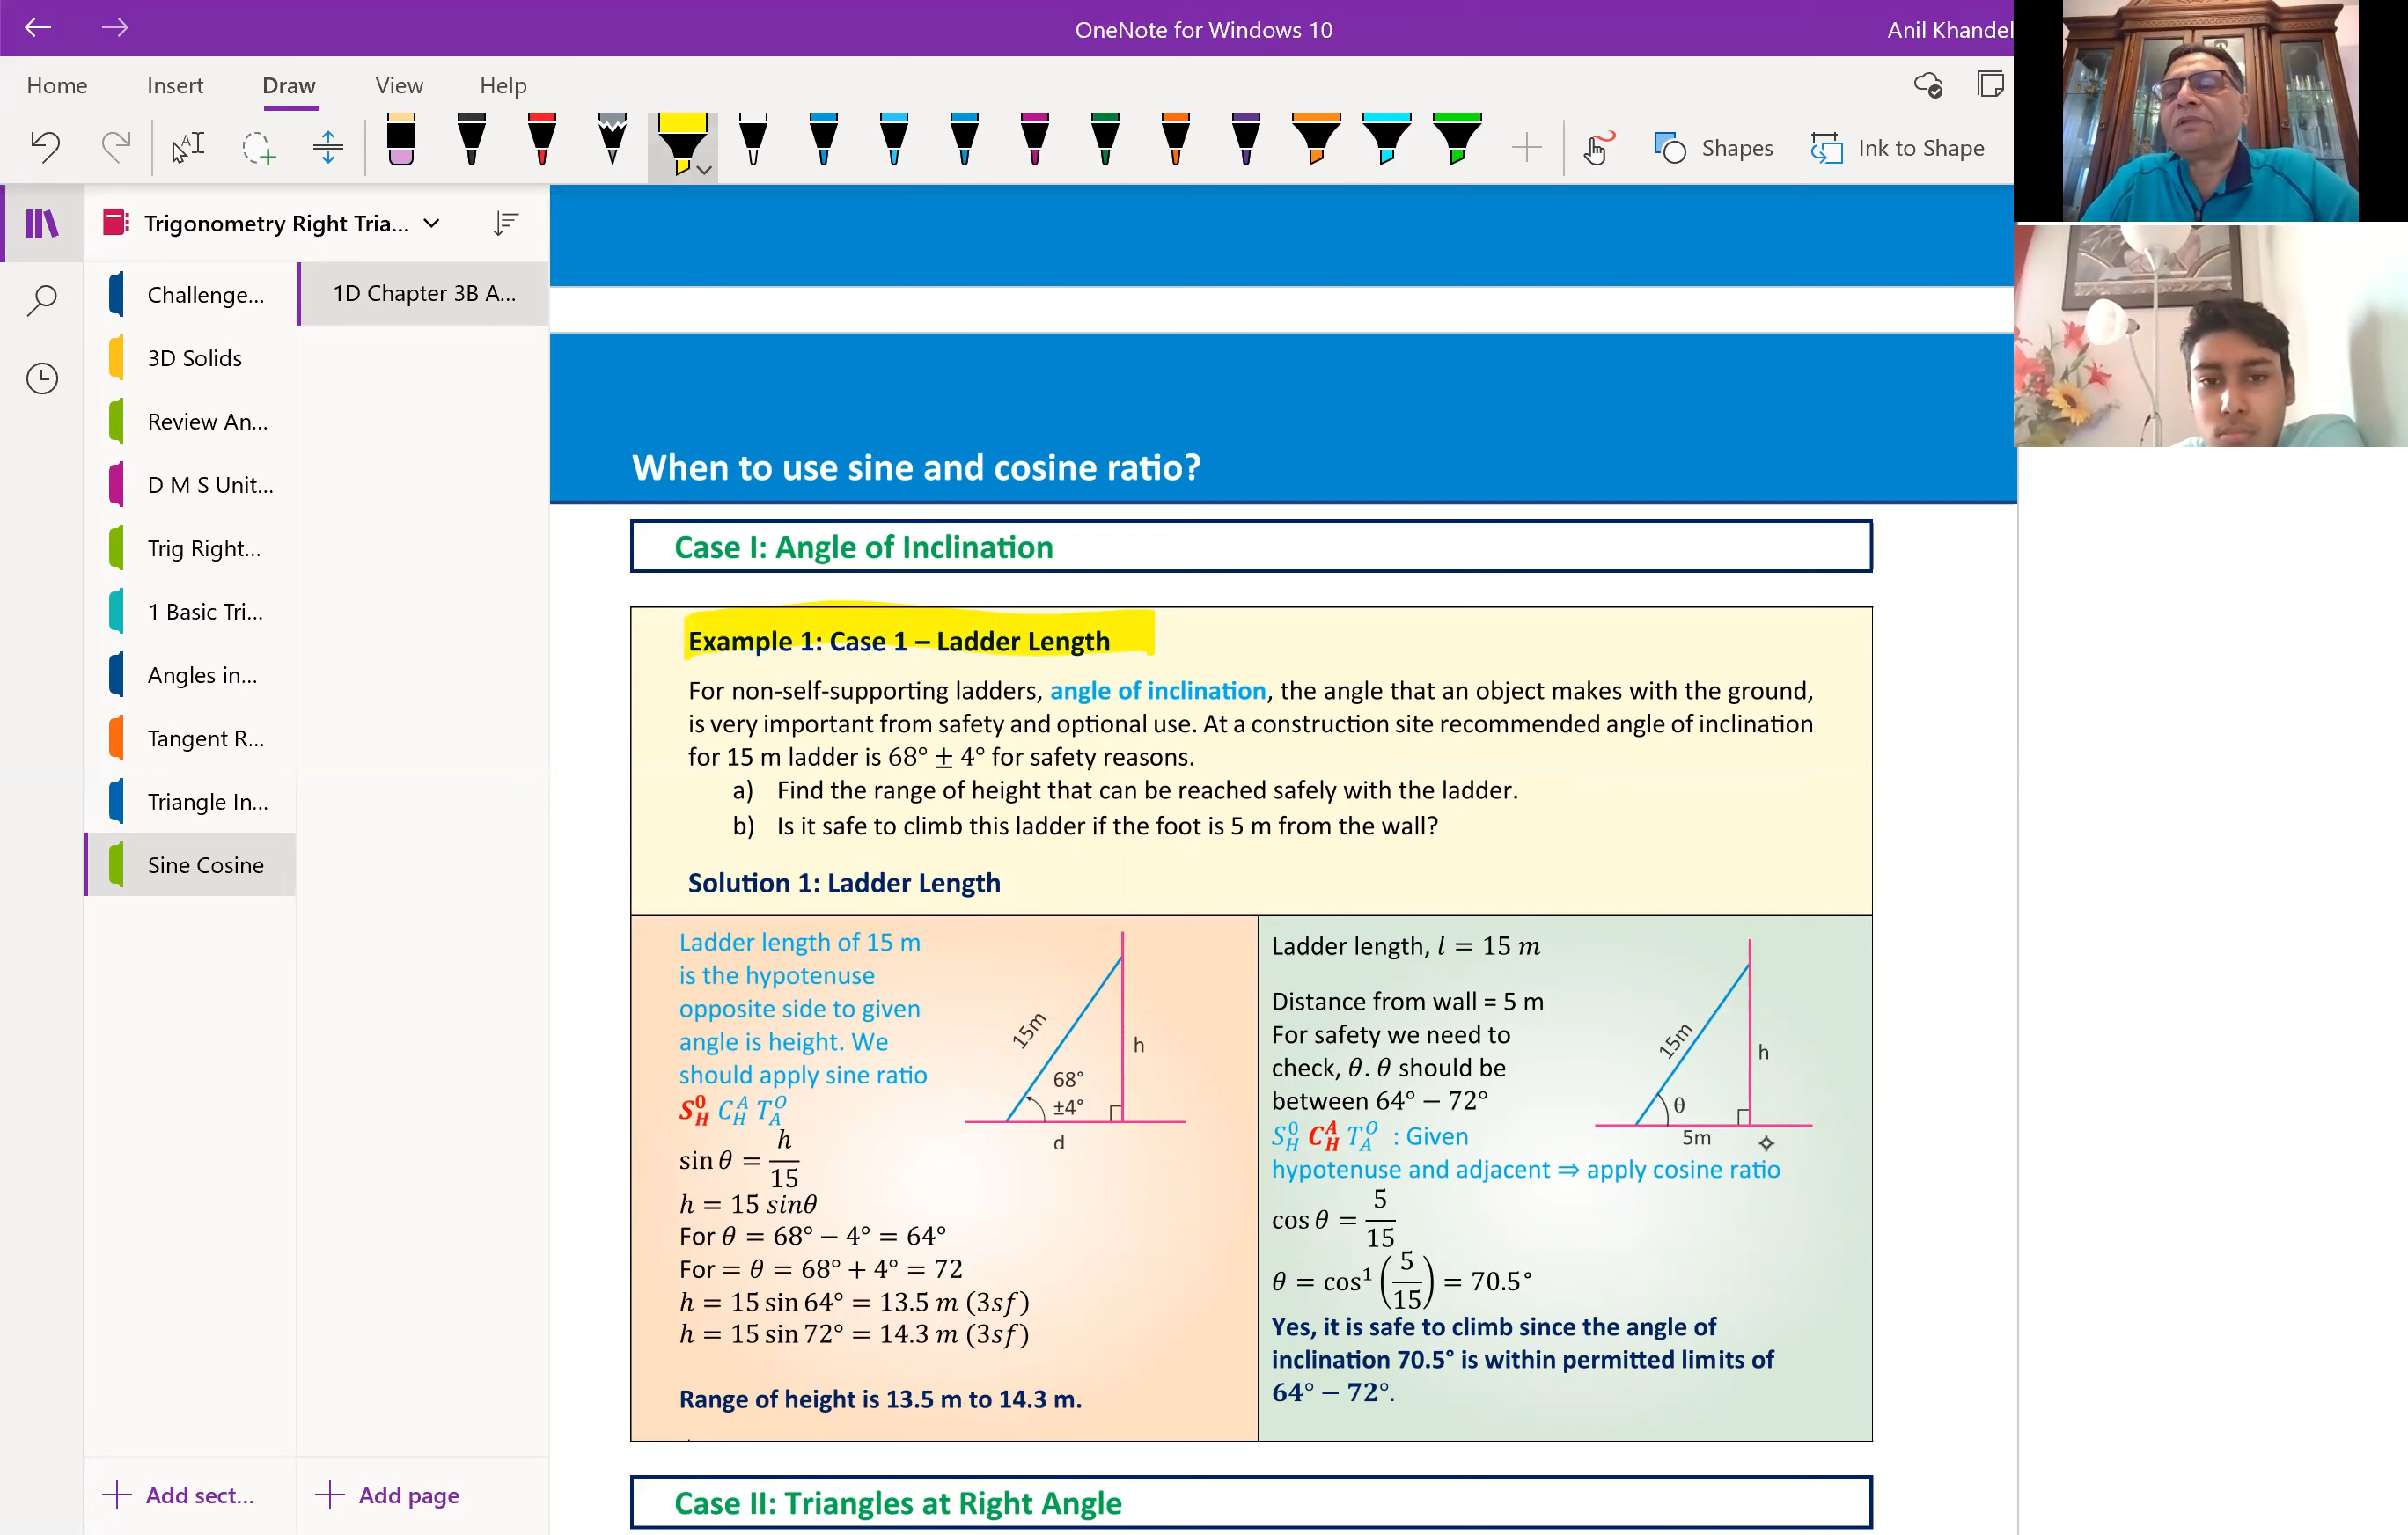 OneNote for Windows 10
Anil Khandel
Home Insert Draw View Help
Shapes
Ink to Shape
Trigonometry Right Tria...
Challenge...
3D Solids
Review An...
D M S Unit...
Trig Right...
1 Basic Tri...
Angles in...
Tangent R...
Triangle In...
Sine Cosine
1D Chapter 3B A...
Add sect...
Add page
When to use sine and cosine ratio?
Case I: Angle of Inclination
Example 1: Case 1 – Ladder Length
For non-self-supporting ladders, angle of inclination, the angle that an object makes with the ground,
is very important from safety and optional use. At a construction site recommended angle of inclination
for 15 m ladder is 68° ± 4° for safety reasons.
a) Find the range of height that can be reached safely with the ladder.
b) Is it safe to climb this ladder if the foot is 5 m from the wall?
Solution 1: Ladder Length
Ladder length of 15 m
is the hypotenuse
opposite side to given
angle is height. We
should apply sine ratio
S^O_H C^A_H T^O_A
sin θ = h/15
h = 15 sinθ
For θ = 68° − 4° = 64°
For = θ = 68° + 4° = 72
h = 15 sin 64° = 13.5 m (3sf)
h = 15 sin 72° = 14.3 m (3sf)
Range of height is 13.5 m to 14.3 m.
15m
h
68°
±4°
d
Ladder length, l = 15 m
Distance from wall = 5 m
For safety we need to
check, θ. θ should be
between 64° − 72°
S^O_H C^A_H T^O_A : Given
hypotenuse and adjacent ⇒ apply cosine ratio
cos θ = 5/15
θ = cos¹ (5/15) = 70.5°
Yes, it is safe to climb since the angle of
inclination 70.5° is within permitted limits of
64° − 72°.
15m
h
θ
5m
Case II: Triangles at Right Angle